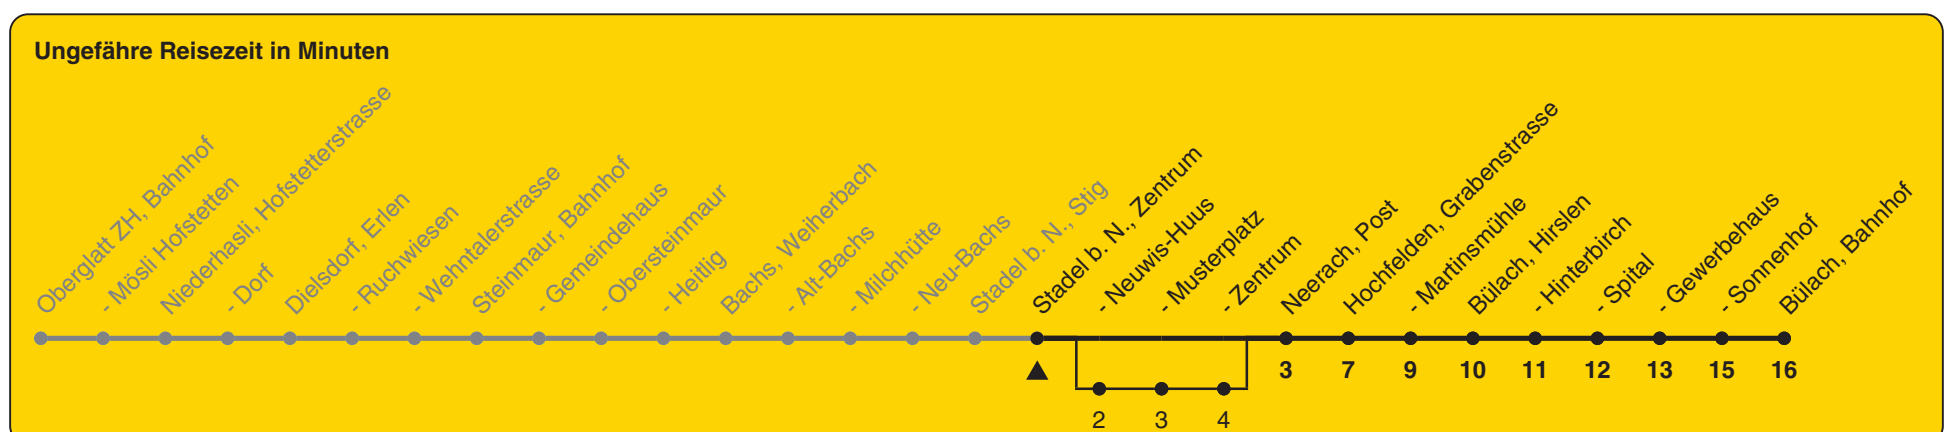 Ungefähre Reisezeit in Minuten
Oberglatt ZH, Bahnhof
- Mösli Hofstetten
Niederhasli, Hofstetterstrasse
- Dorf
Dielsdorf, Erlen
- Ruchwiesen
- Wehntalerstrasse
Steinmaur, Bahnhof
- Gemeindehaus
- Obersteinmaur
- Heitlig
Bachs, Weiherbach
- Alt-Bachs
- Milchhütte
- Neu-Bachs
Stadel b. N., Stig
Stadel b. N., Zentrum
- Neuwis-Huus
- Musterplatz
- Zentrum
Neerach, Post
Hochfelden, Grabenstrasse
- Martinsmühle
Bülach, Hirslen
- Hinterbirch
- Spital
- Gewerbehaus
- Sonnenhof
Bülach, Bahnhof
3 7 9 10 11 12 13 15 16
2 3 4